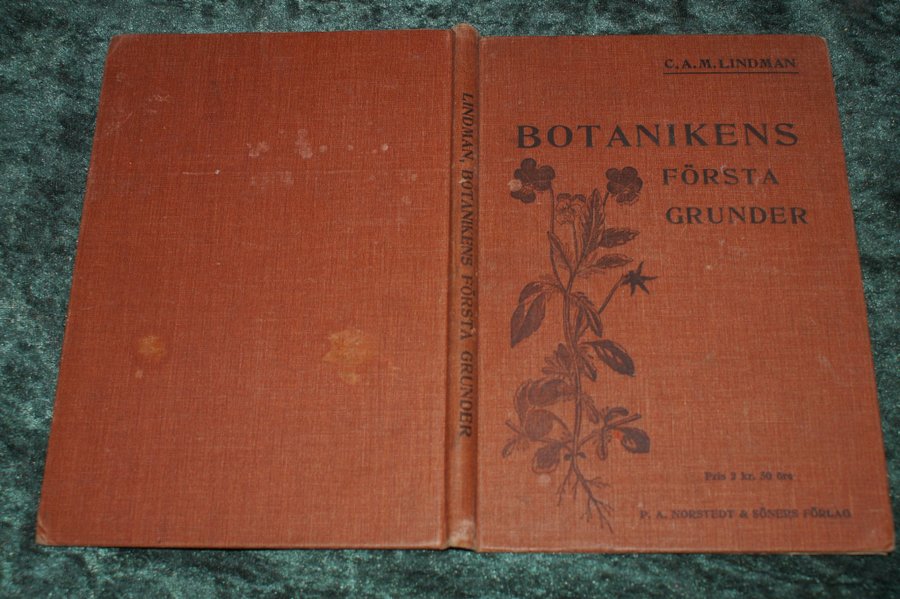 C. A. M. LINDMAN
BOTANIKENS
FÖRSTA
GRUNDER
Pris 2 kr. 50 öre
P. A. NORSTEDT & SÖNERS FÖRLAG
LINDMAN, BOTANIKENS FÖRSTA GRUNDER